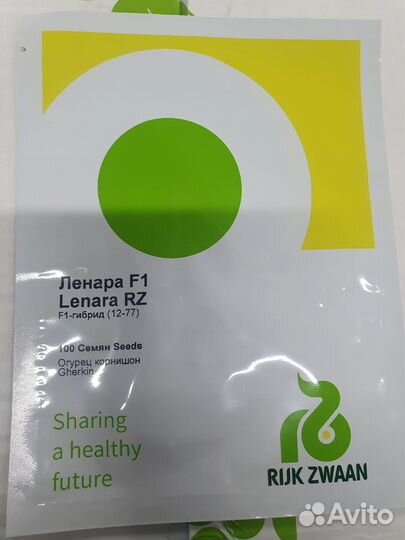 Ленара F1
Lenara RZ
F1-гибрид (12-77)
100 Семян Seeds
Огурец корнишон
Gherkin
Sharing
a healthy
future
RIJK ZWAAN
Avito